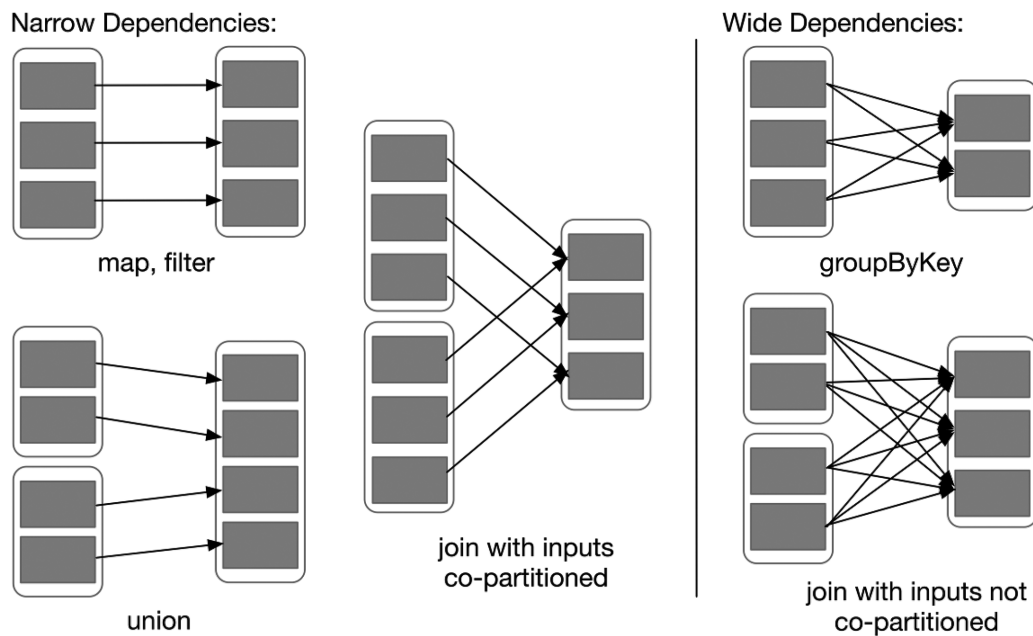 Narrow Dependencies:
map, filter
union
join with inputs
co-partitioned
Wide Dependencies:
groupByKey
join with inputs not
co-partitioned